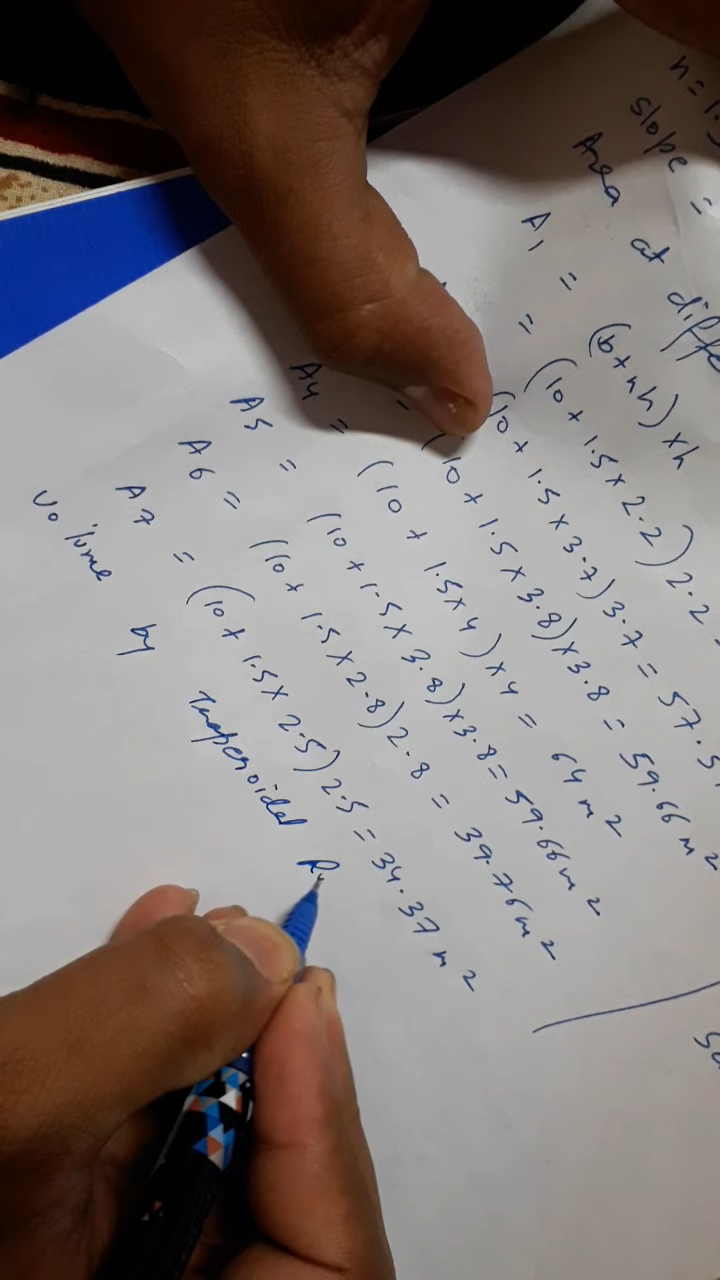 n = 1.5
slope =
Area at diffe
A1 = (b + nh) × h
= (10 + 1.5 × 2.2) 2.2 =
(10 + 1.5 × 3.7) 3.7 = 57.5
= (10 + 1.5 × 3.8) × 3.8 = 59.66 m2
A4 = (10 + 1.5 × 4) × 4 = 64 m2
A5 = (10 + 1.5 × 3.8) × 3.8 = 59.66 m2
A6 = (10 + 1.5 × 2.8) 2.8 = 39.76 m2
A7 = (10 + 1.5 × 2.5) 2.5 = 34.37 m2
volume by Traperoidal R